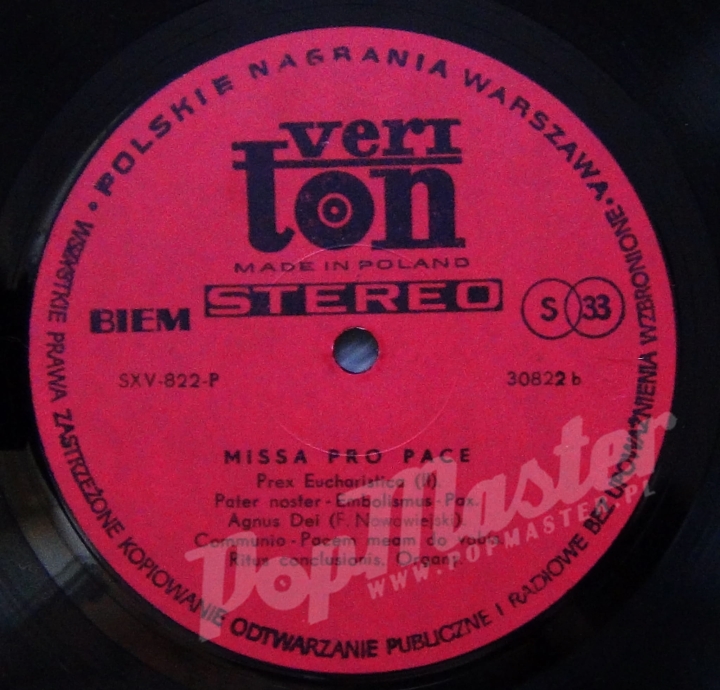 • POLSKIE NAGRANIA WARSZAWA •
WSZYSTKIE PRAWA ZASTRZEŻONE KOPIOWANIE ODTWARZANIE PUBLICZNE I RADIOWE BEZ UPOWAŻNIENIA WZBRONIONE
veri
ton
MADE IN POLAND
BIEM STEREO S 33
SXV-822-P 30822 b
MiSSA PRO PACE
Prex Eucharistica (II).
Pater noster - Embolismus - Pax.
Agnus Dei (F. Nowowiejski).
Communio - Pacem meam do vobis.
Ritus conclusionis. Organy.
PopMaster
WWW.POPMASTER.PL